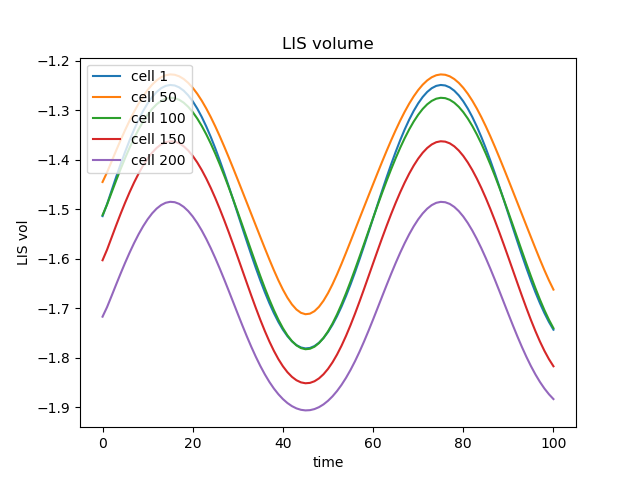 LIS volume
cell 1
cell 50
cell 100
cell 150
cell 200
−1.2
−1.3
−1.4
−1.5
−1.6
−1.7
−1.8
−1.9
LIS vol
0 20 40 60 80 100
time